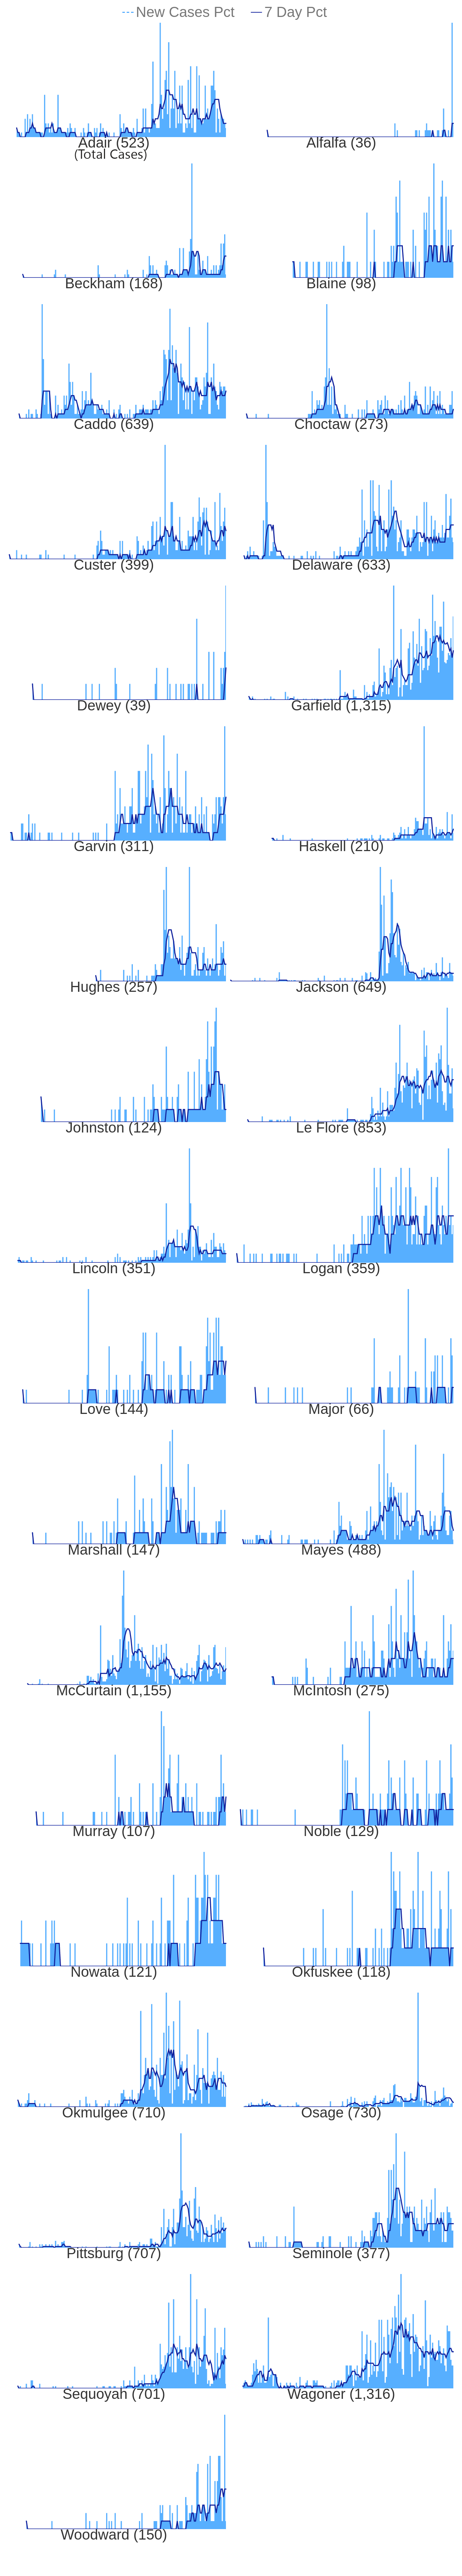 New Cases Pct 7 Day Pct
Adair (523) Alfalfa (36)
(Total Cases)
Beckham (168) Blaine (98)
Caddo (639) Choctaw (273)
Custer (399) Delaware (633)
Dewey (39) Garfield (1,315)
Garvin (311) Haskell (210)
Hughes (257) Jackson (649)
Johnston (124) Le Flore (853)
Lincoln (351) Logan (359)
Love (144) Major (66)
Marshall (147) Mayes (488)
McCurtain (1,155) McIntosh (275)
Murray (107) Noble (129)
Nowata (121) Okfuskee (118)
Okmulgee (710) Osage (730)
Pittsburg (707) Seminole (377)
Sequoyah (701) Wagoner (1,316)
Woodward (150)